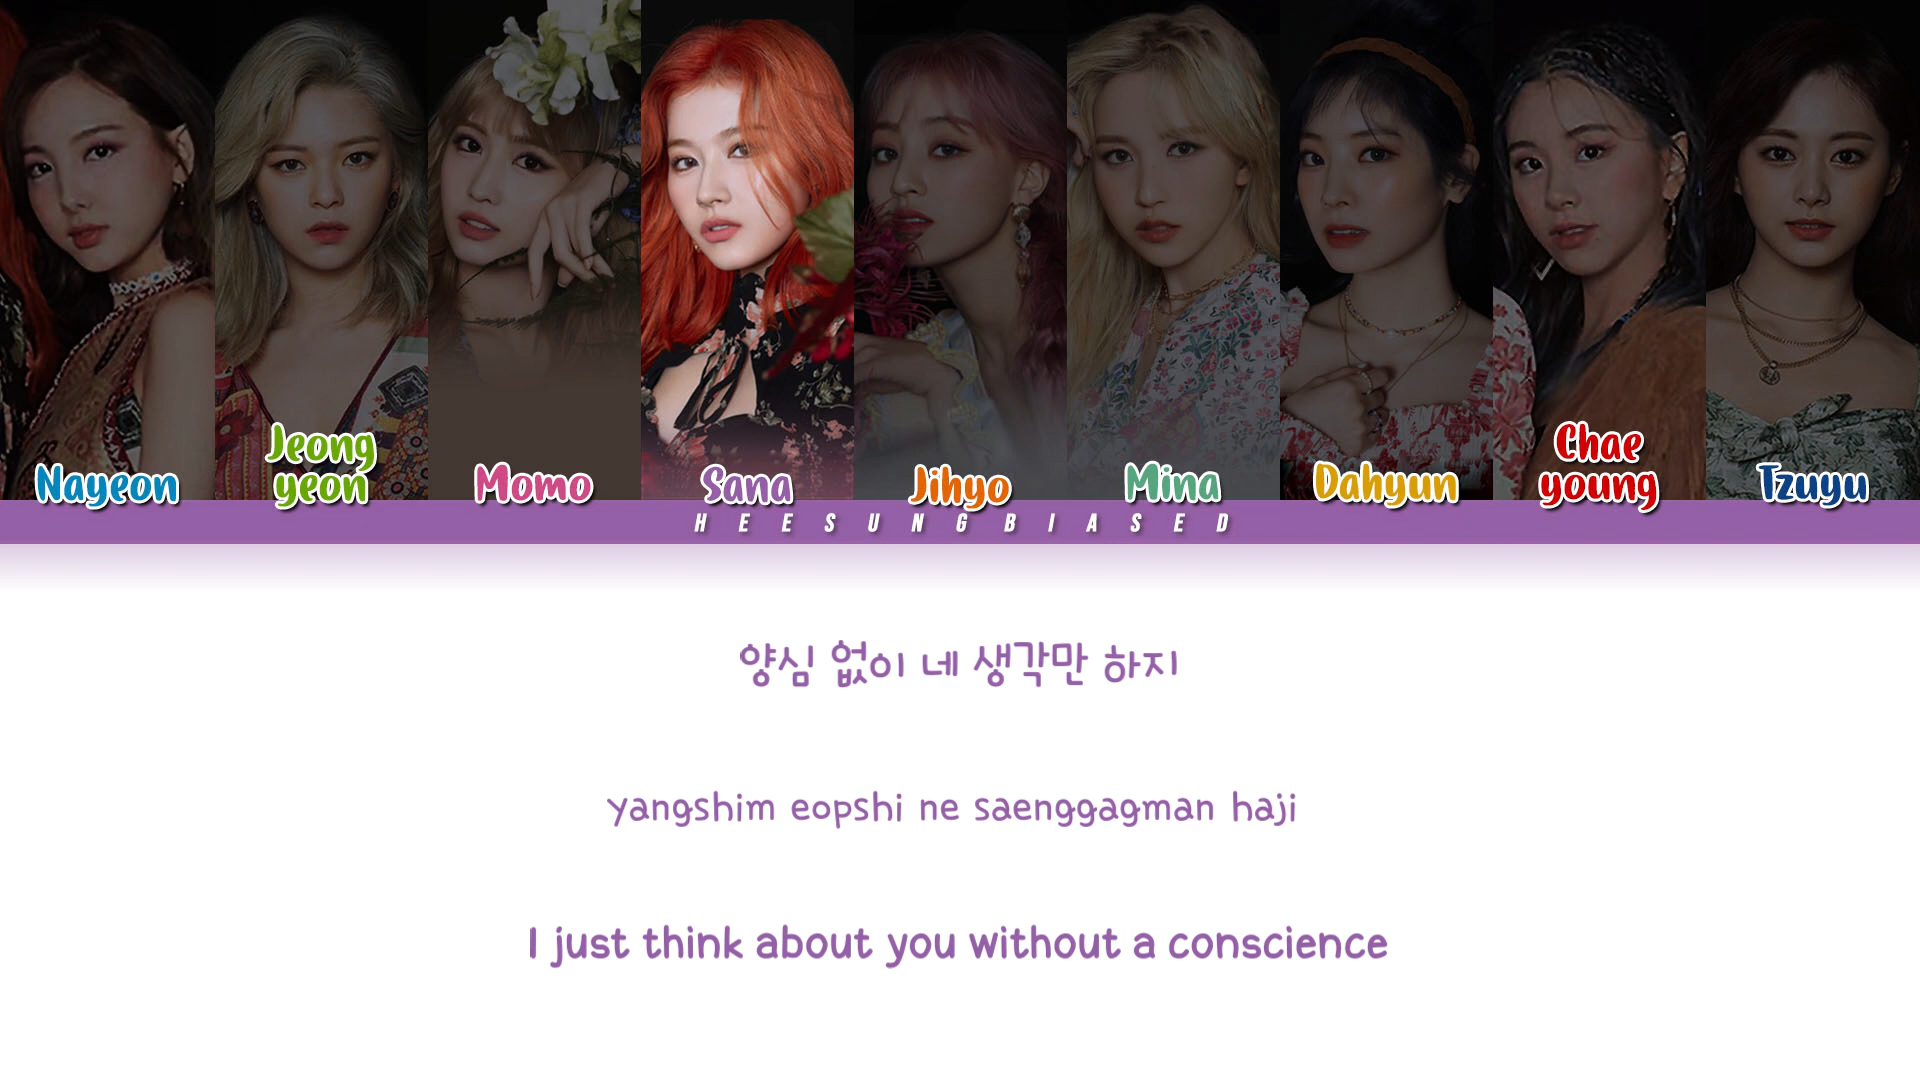 Nayeon
Jeong
yeon
Momo
Sana
Jihyo
Mina
Dahyun
Chae
young
Tzuyu
HEESUNGBIASED
양심 없이 네 생각만 하지
yangshim eopshi ne saenggagman haji
I just think about you without a conscience